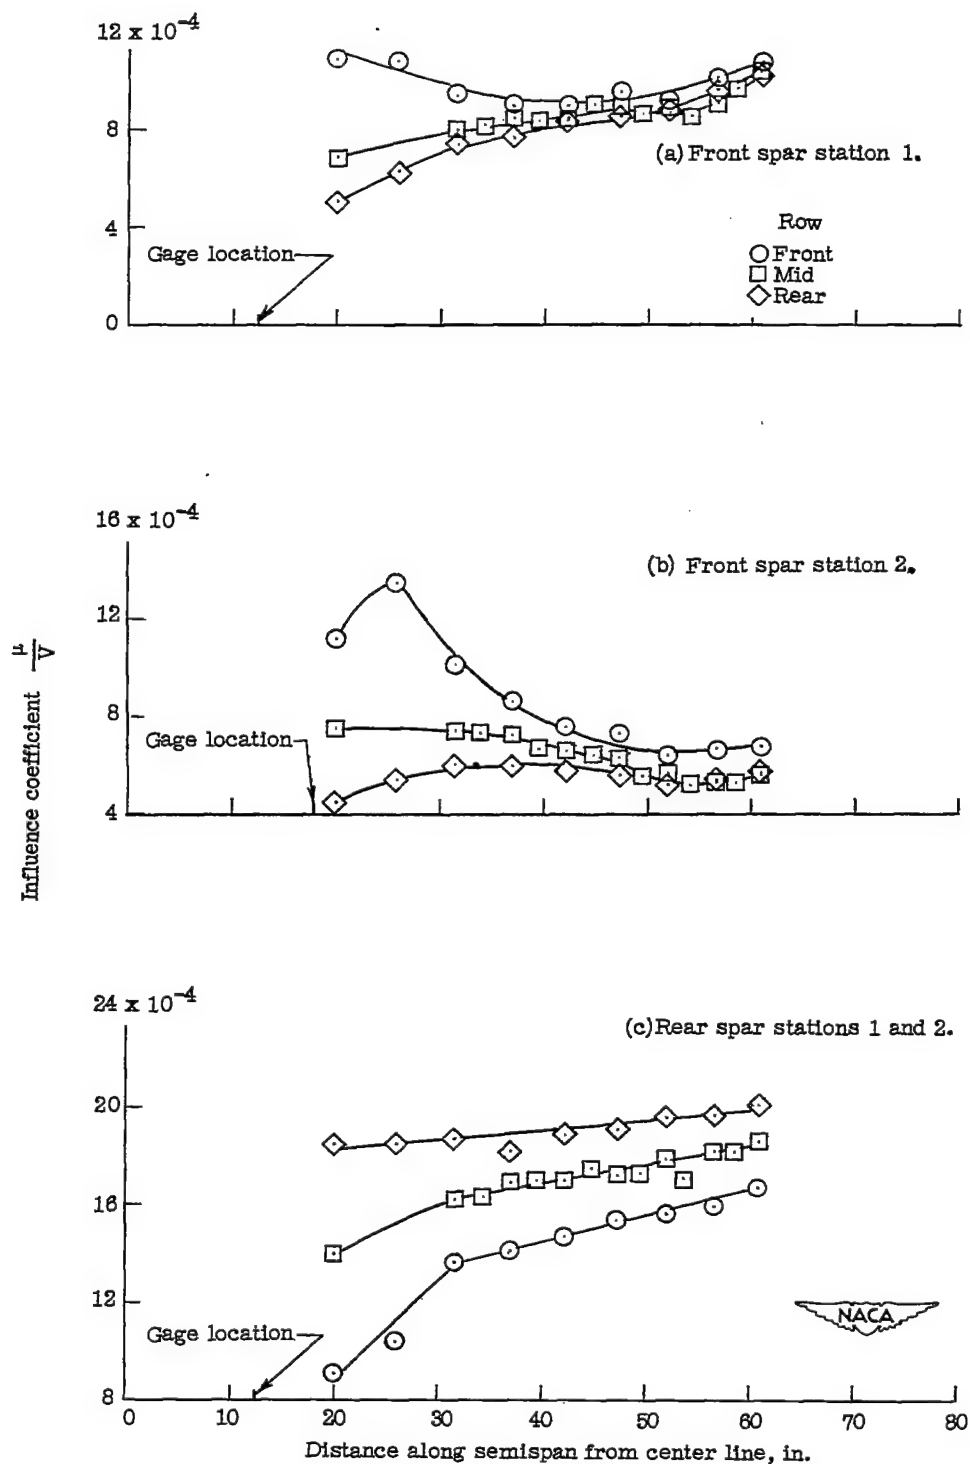 12 x 10⁻⁴
8
4
0
Gage location
(a) Front spar station 1.
Row
Front
Mid
Rear
16 x 10⁻⁴
12
8
4
Gage location
(b) Front spar station 2.
Influence coefficient μ/V
24 x 10⁻⁴
20
16
12
8
Gage location
(c) Rear spar stations 1 and 2.
NACA
0 10 20 30 40 50 60 70 80
Distance along semispan from center line, in.